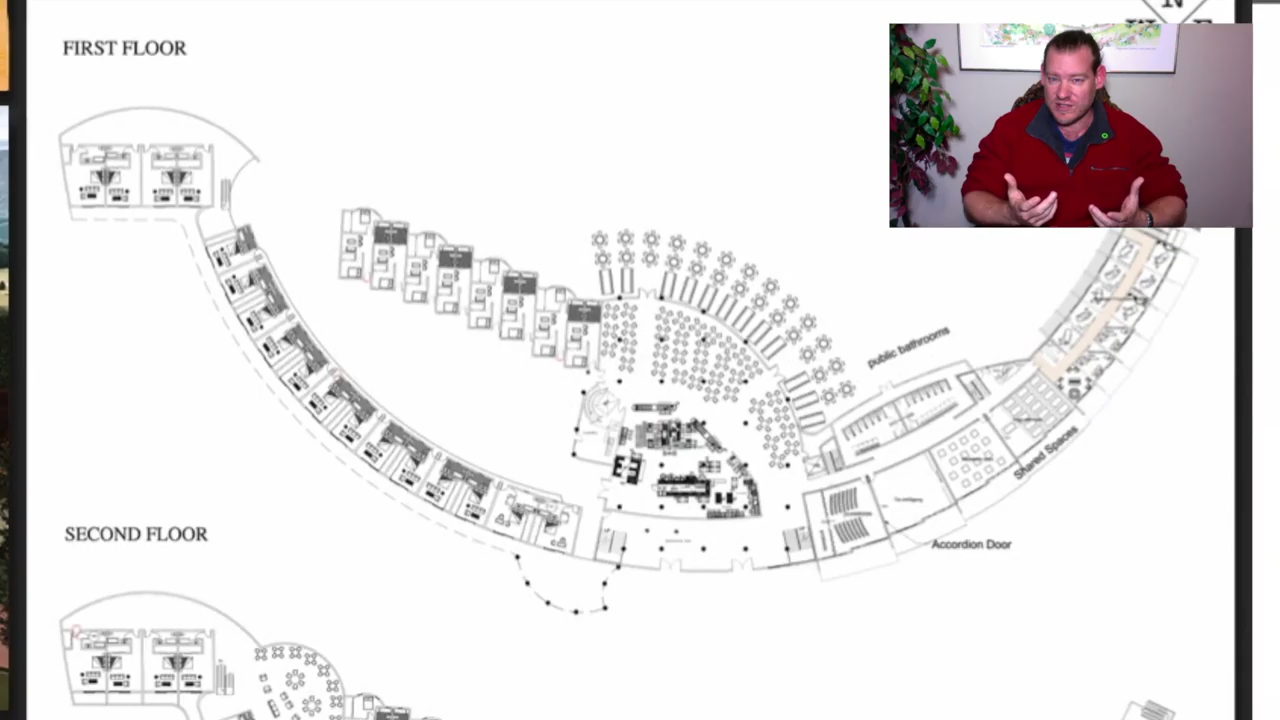 N
W E
FIRST FLOOR
public bathrooms
Shared Spaces
Accordion Door
SECOND FLOOR